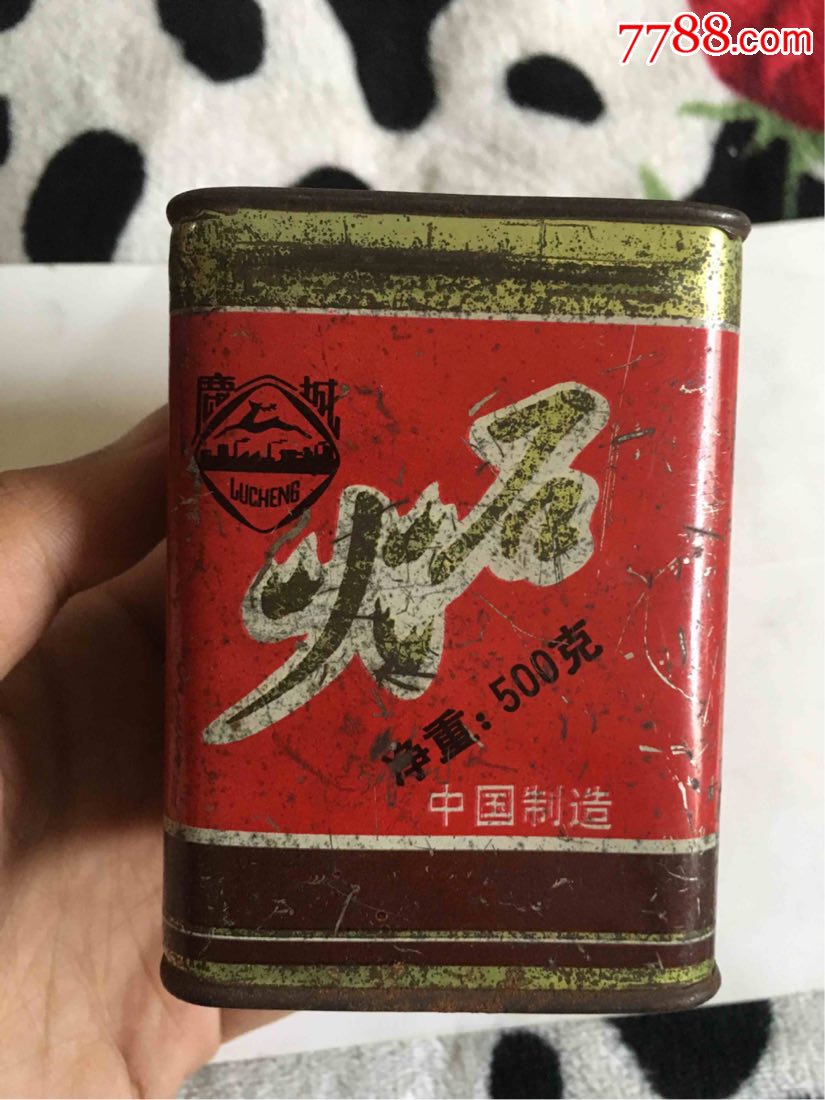 7788.com
鹿城
LUCHENG
火石
净重：500克
中国制造